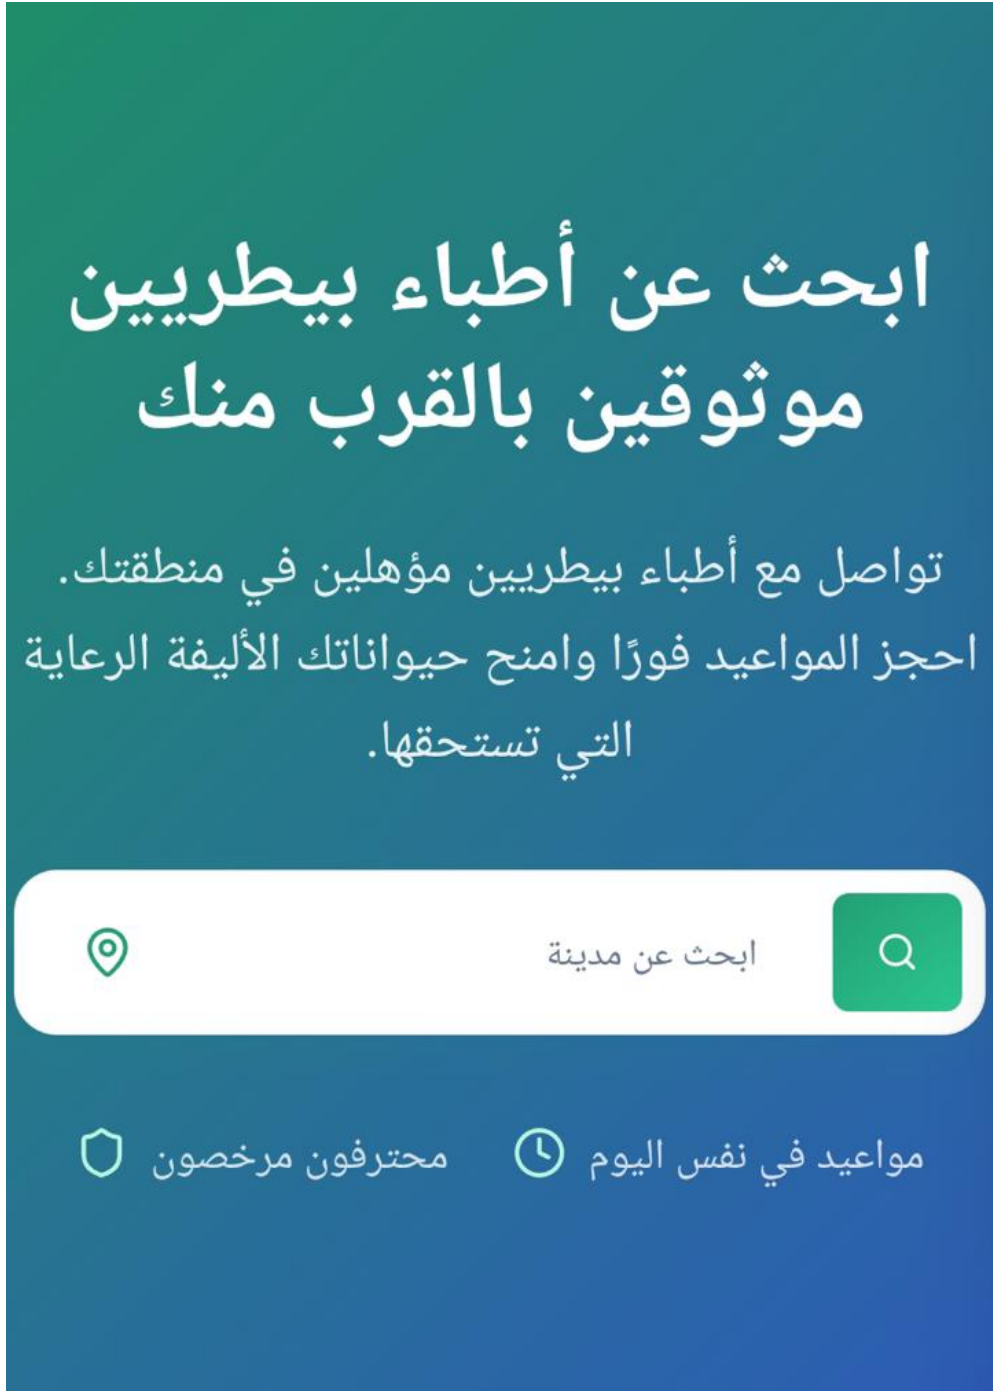 ابحث عن أطباء بيطريين
موثوقين بالقرب منك
تواصل مع أطباء بيطريين مؤهلين في منطقتك.
احجز المواعيد فورًا وامنح حيواناتك الأليفة الرعاية
التي تستحقها.
ابحث عن مدينة
مواعيد في نفس اليوم
محترفون مرخصون